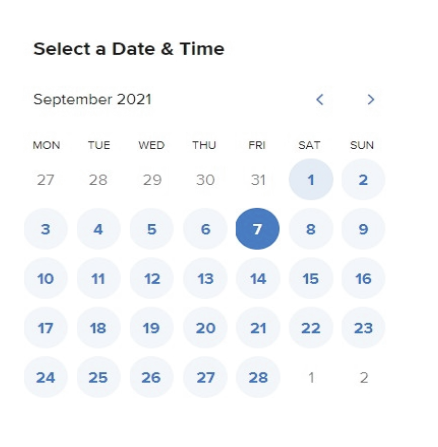 Select a Date & Time
September 2021
MON TUE WED THU FRI SAT SUN
27 28 29 30 31 1 2
3 4 5 6 7 8 9
10 11 12 13 14 15 16
17 18 19 20 21 22 23
24 25 26 27 28 1 2